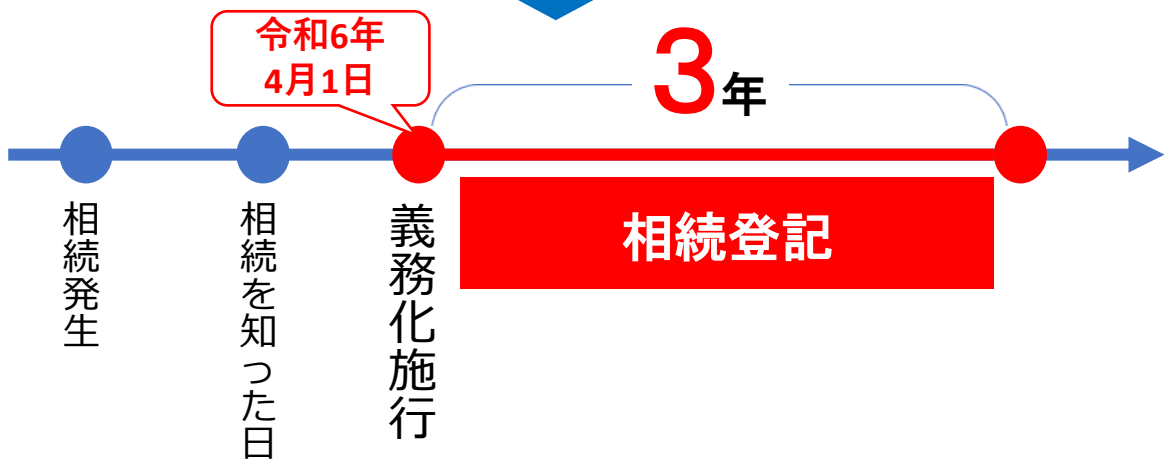 令和6年
4月1日
3年
相続発生
相続を知った日
義務化施行
相続登記